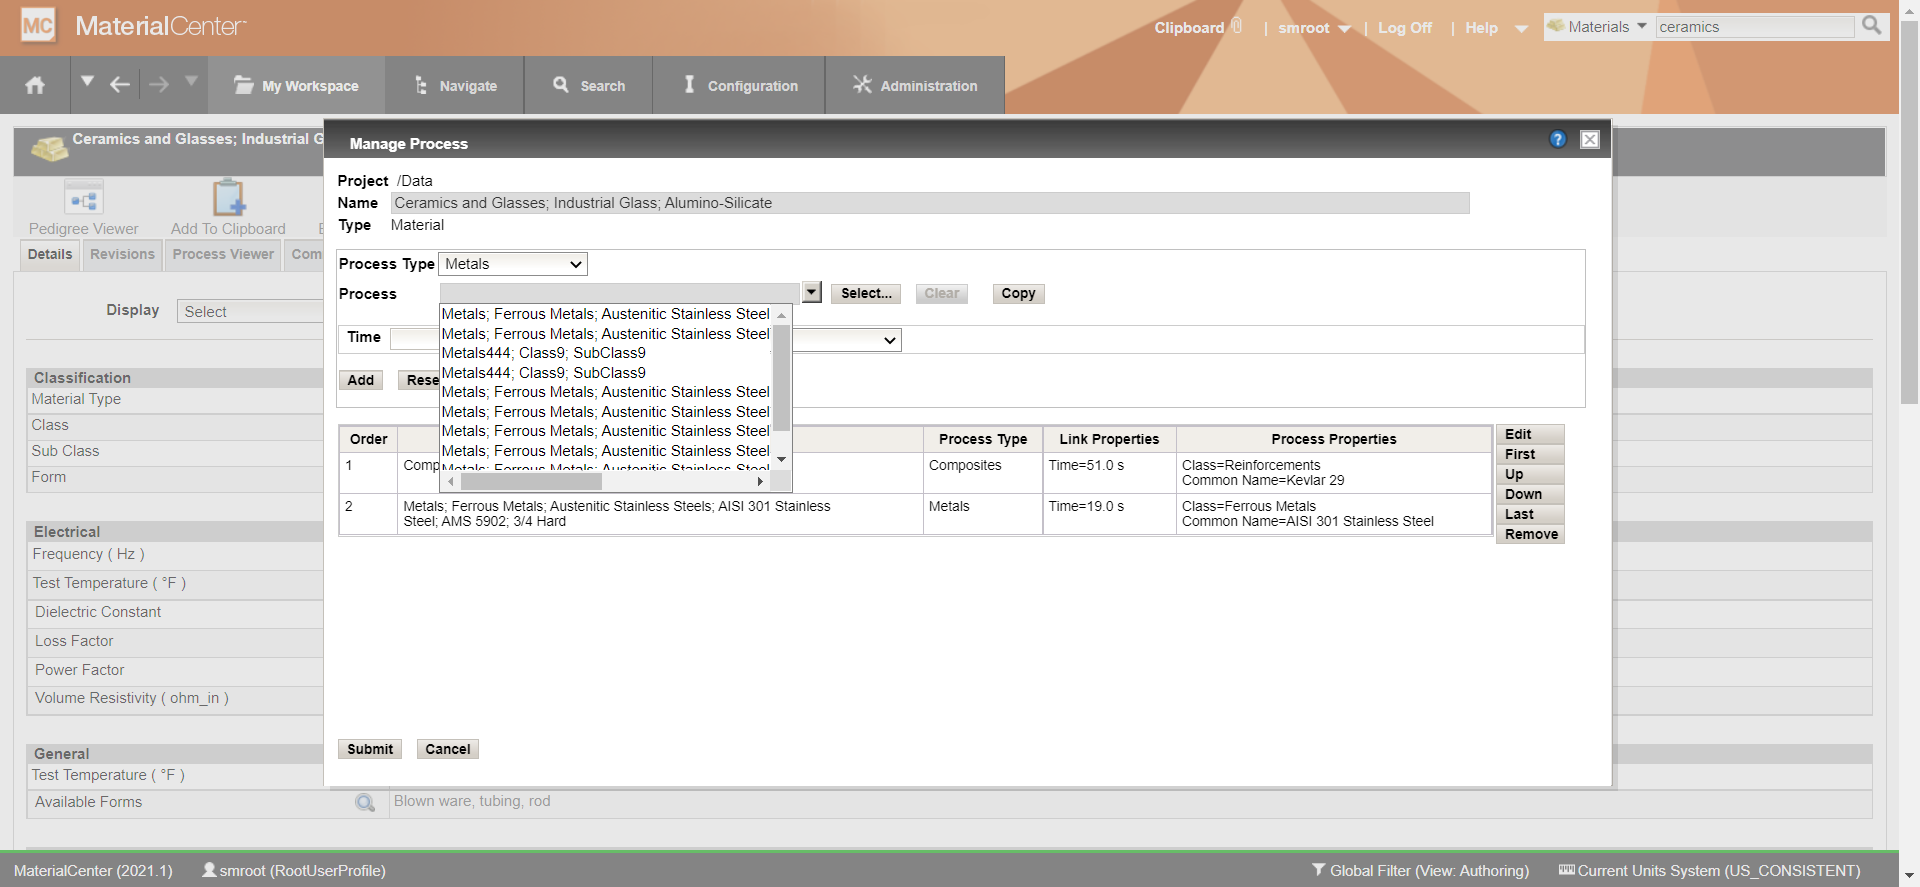 MC MaterialCenter
Clipboard | smroot | Log Off | Help
Materials ceramics
My Workspace Navigate Search Configuration Administration
Ceramics and Glasses; Industrial G
Pedigree Viewer Add To Clipboard
Details Revisions Process Viewer Com
Display Select
Classification
Material Type
Class
Sub Class
Form
Electrical
Frequency ( Hz )
Test Temperature ( °F )
Dielectric Constant
Loss Factor
Power Factor
Volume Resistivity ( ohm_in )
General
Test Temperature ( °F )
Available Forms Blown ware, tubing, rod
Manage Process ?
Project /Data
Name Ceramics and Glasses; Industrial Glass; Alumino-Silicate
Type Material
Process Type Metals
Process Select... Clear Copy
Metals; Ferrous Metals; Austenitic Stainless Steel
Metals; Ferrous Metals; Austenitic Stainless Steel
Metals444; Class9; SubClass9
Metals444; Class9; SubClass9
Metals; Ferrous Metals; Austenitic Stainless Steel
Metals; Ferrous Metals; Austenitic Stainless Steel
Metals; Ferrous Metals; Austenitic Stainless Steel
Metals; Ferrous Metals; Austenitic Stainless Steel
Metals; Ferrous Metals; Austenitic Stainless Steel
Time
Add Rese
Order Process Type Link Properties Process Properties
1 Comp Composites Time=51.0 s Class=Reinforcements
Common Name=Kevlar 29
2 Metals; Ferrous Metals; Austenitic Stainless Steels; AISI 301 Stainless Metals Time=19.0 s Class=Ferrous Metals
Steel; AMS 5902; 3/4 Hard Common Name=AISI 301 Stainless Steel
Edit
First
Up
Down
Last
Remove
Submit Cancel
MaterialCenter (2021.1) smroot (RootUserProfile) Global Filter (View: Authoring) Current Units System (US_CONSISTENT)